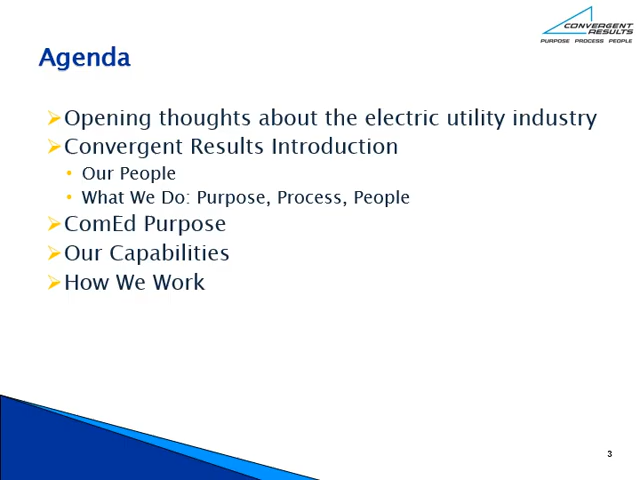 CONVERGENT
RESULTS
PURPOSE PROCESS PEOPLE
Agenda
➢Opening thoughts about the electric utility industry
➢Convergent Results Introduction
• Our People
• What We Do: Purpose, Process, People
➢ComEd Purpose
➢Our Capabilities
➢How We Work
3